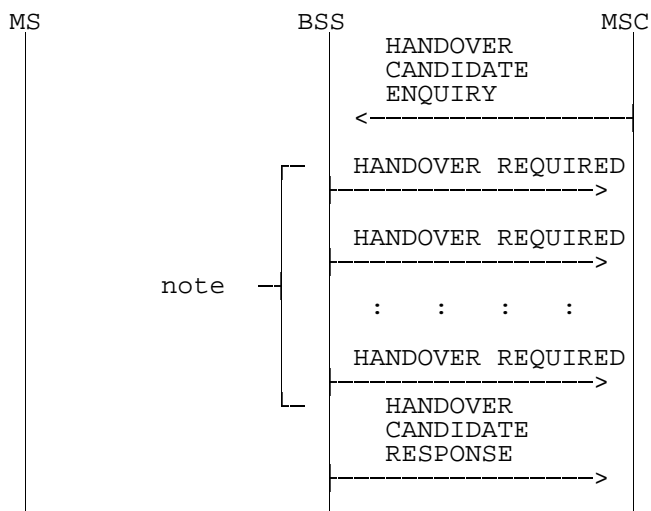 MS BSS MSC
HANDOVER
CANDIDATE
ENQUIRY
HANDOVER REQUIRED
HANDOVER REQUIRED
note
: : : :
HANDOVER REQUIRED
HANDOVER
CANDIDATE
RESPONSE